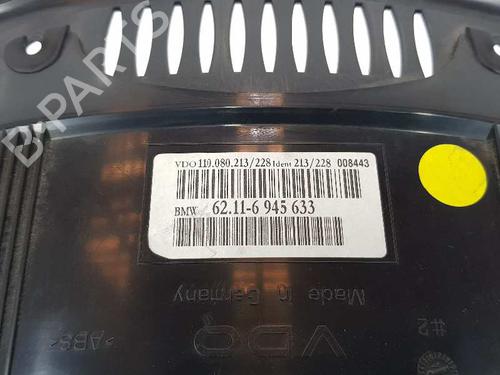 B-PARTS
VDO 110.080.213/228 Ident 213/228 008443
BMW 62.11-6 945 633
Made in Germany
VDO
>ABS<
#2